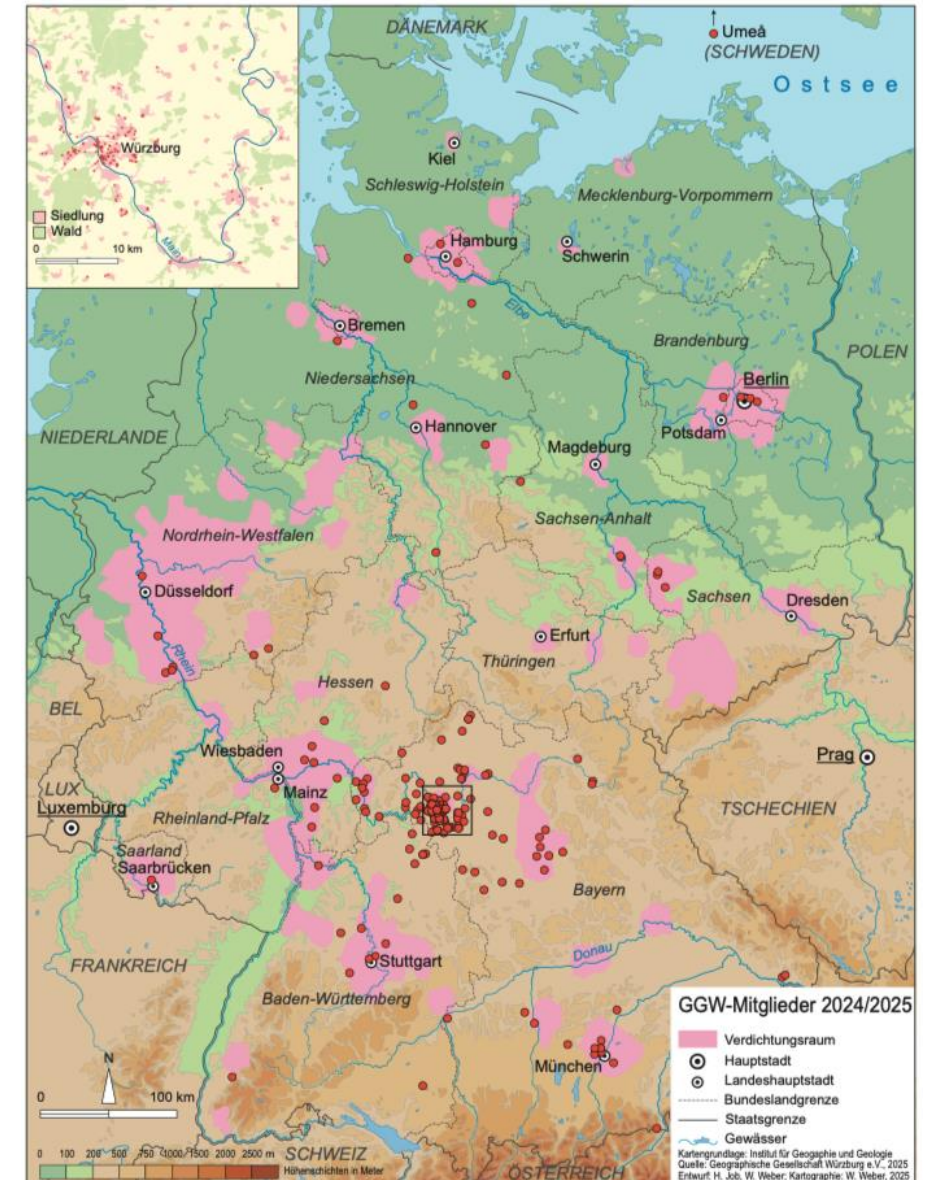 DÄNEMARK
Umeå
(SCHWEDEN)
Ostsee
Würzburg
Main
Siedlung
Wald
0 10 km
Kiel
Schleswig-Holstein
Mecklenburg-Vorpommern
Hamburg
Schwerin
Elbe
Bremen
Brandenburg
POLEN
Niedersachsen
Berlin
NIEDERLANDE
Hannover
Potsdam
Magdeburg
Sachsen-Anhalt
Nordrhein-Westfalen
Düsseldorf
Sachsen
Dresden
Rhein
Erfurt
Thüringen
Hessen
BEL
Wiesbaden
Prag
Mainz
LUX
Luxemburg
Rheinland-Pfalz
TSCHECHIEN
Saarland
Saarbrücken
Bayern
Donau
FRANKREICH
Stuttgart
Baden-Württemberg
München
N
0 100 km
SCHWEIZ
ÖSTERREICH
0 100 200 500 750 1000 1500 2000 2500 m
Höhenschichten in Meter
GGW-Mitglieder 2024/2025
Verdichtungsraum
Hauptstadt
Landeshauptstadt
Bundeslandgrenze
Staatsgrenze
Gewässer
Kartengrundlage: Institut für Geogaphie und Geologie
Quelle: Geographische Gesellschaft Würzburg e.V., 2025
Entwurf: H. Job, W. Weber; Kartographie: W. Weber, 2025